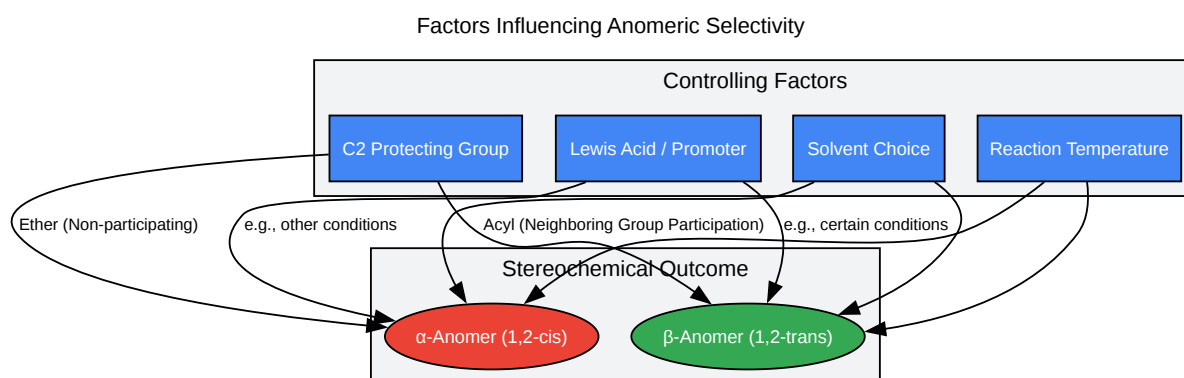 Factors Influencing Anomeric Selectivity
Controlling Factors
C2 Protecting Group
Lewis Acid / Promoter
Solvent Choice
Reaction Temperature
Ether (Non-participating)
e.g., other conditions
Acyl (Neighboring Group Participation)
e.g., certain conditions
Stereochemical Outcome
α-Anomer (1,2-cis)
β-Anomer (1,2-trans)